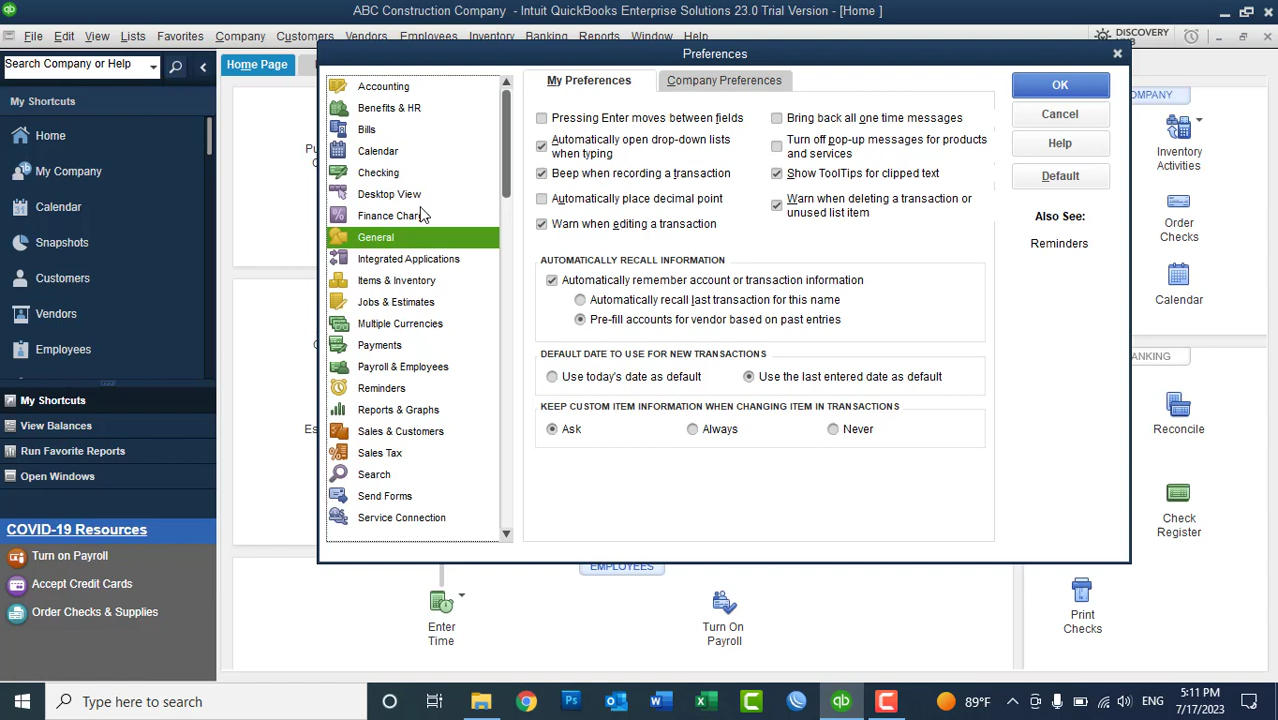 ABC Construction Company - Intuit QuickBooks Enterprise Solutions 23.0 Trial Version - [Home ]
File Edit View Lists Favorites Company Customers Vendors Employees Inventory Banking Reports Window Help
DISCOVERY
Search Company or Help
Home Page
My Shortcuts
Home
My Company
Calendar
Snapshots
Customers
Vendors
Employees
My Shortcuts
View Balances
Run Favorite Reports
Open Windows
COVID-19 Resources
Turn on Payroll
Accept Credit Cards
Order Checks & Supplies
Preferences
Accounting
Benefits & HR
Bills
Calendar
Checking
Desktop View
Finance Char
General
Integrated Applications
Items & Inventory
Jobs & Estimates
Multiple Currencies
Payments
Payroll & Employees
Reminders
Reports & Graphs
Sales & Customers
Sales Tax
Search
Send Forms
Service Connection
My Preferences
Company Preferences
Pressing Enter moves between fields
Automatically open drop-down lists
when typing
Beep when recording a transaction
Automatically place decimal point
Warn when editing a transaction
Bring back all one time messages
Turn off pop-up messages for products
and services
Show ToolTips for clipped text
Warn when deleting a transaction or
unused list item
AUTOMATICALLY RECALL INFORMATION
Automatically remember account or transaction information
Automatically recall last transaction for this name
Pre-fill accounts for vendor based on past entries
DEFAULT DATE TO USE FOR NEW TRANSACTIONS
Use today's date as default
Use the last entered date as default
KEEP CUSTOM ITEM INFORMATION WHEN CHANGING ITEM IN TRANSACTIONS
Ask
Always
Never
OK
Cancel
Help
Default
Also See:
Reminders
COMPANY
Inventory
Activities
Order
Checks
Calendar
Reconcile
Check
Register
Print
Checks
EMPLOYEES
Enter
Time
Turn On
Payroll
Type here to search
Ps
qb
89°F
ENG
5:11 PM
7/17/2023